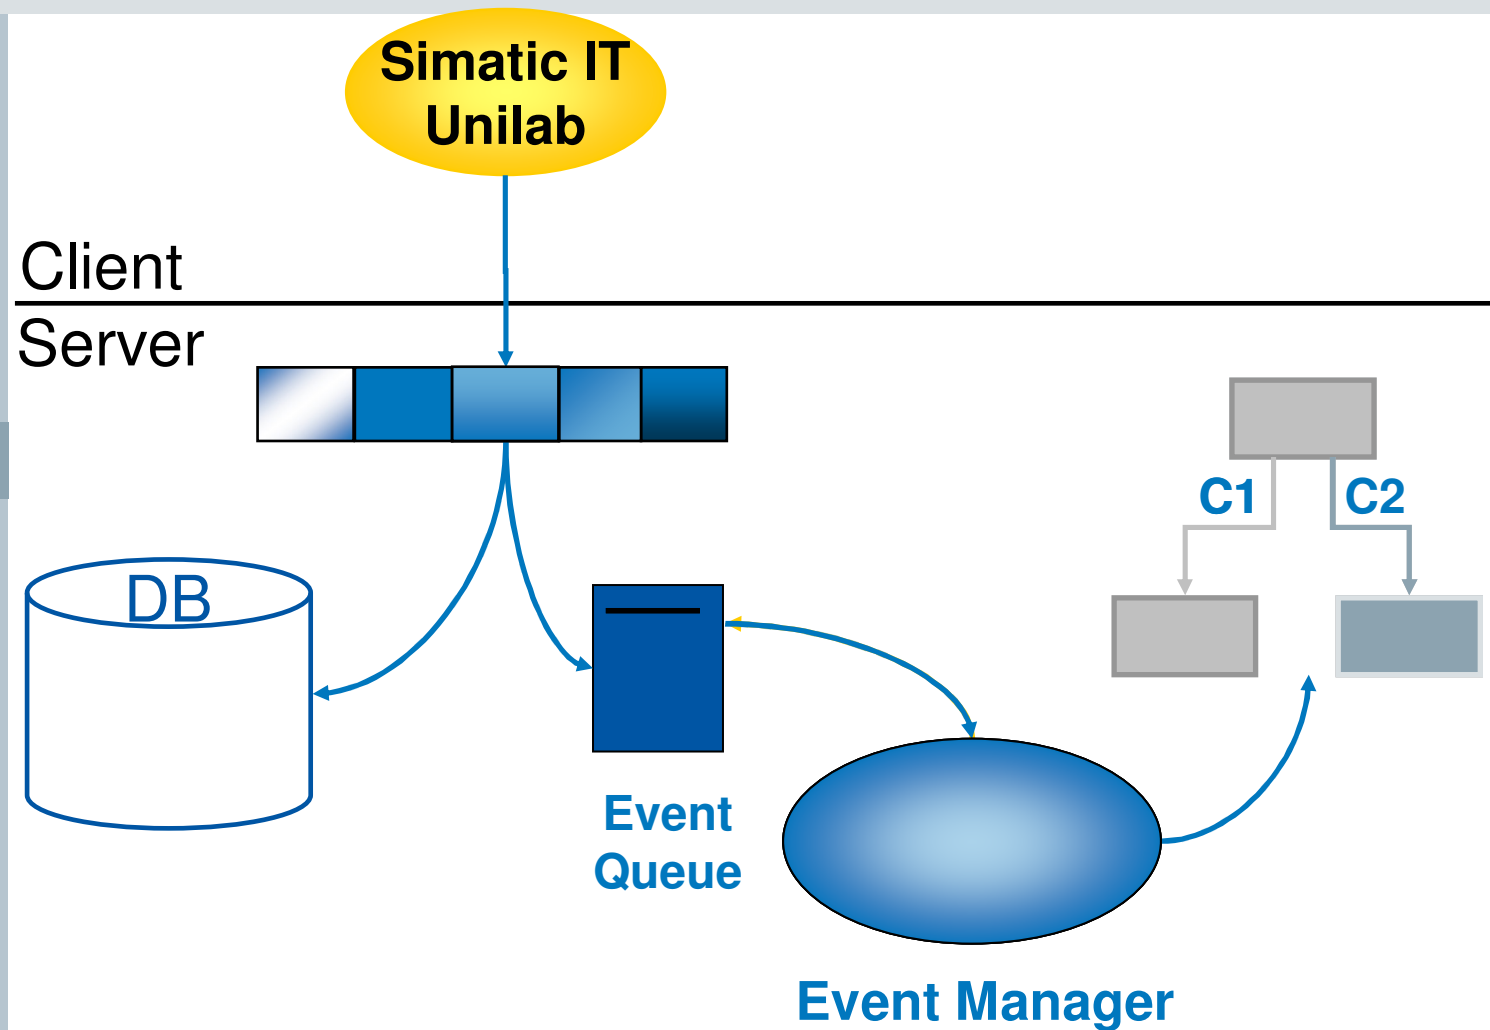 Simatic IT
Unilab
Client
Server
C1
C2
DB
Event
Queue
Event Manager